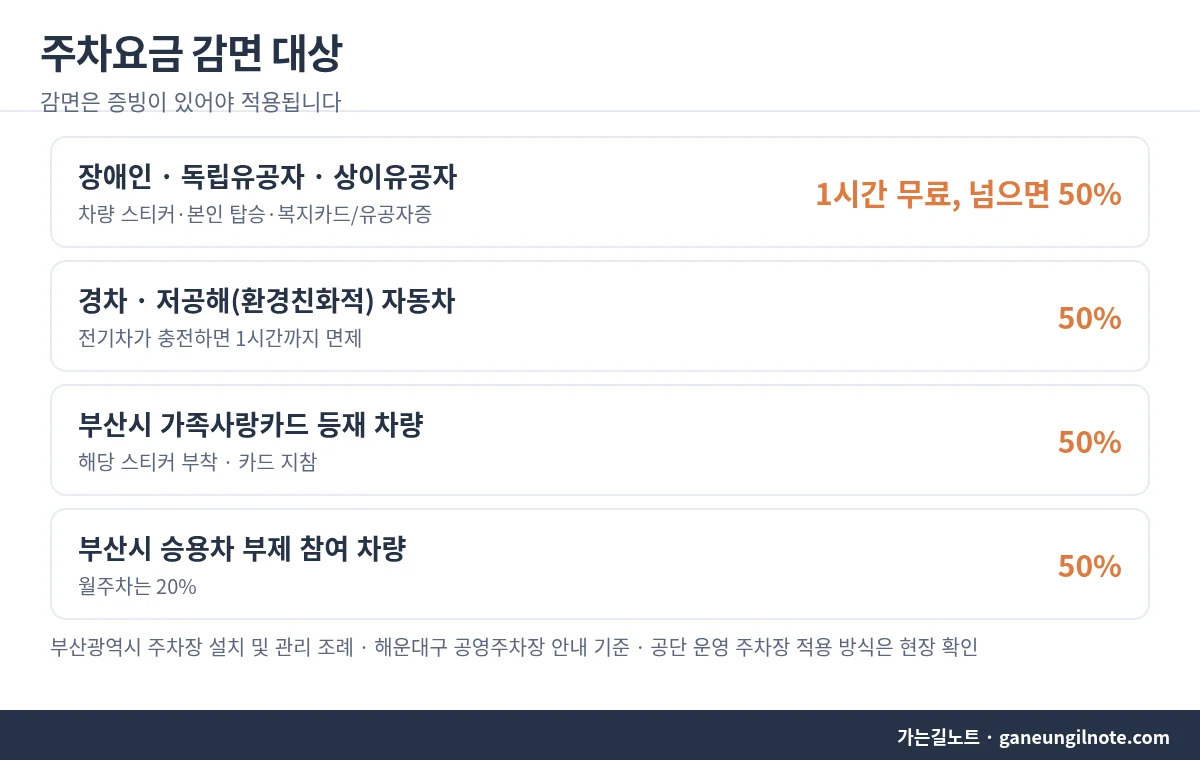 주차요금 감면 대상
감면은 증빙이 있어야 적용됩니다
장애인 · 독립유공자 · 상이유공자
차량 스티커·본인 탑승·복지카드/유공자증
1시간 무료, 넘으면 50%
경차 · 저공해(환경친화적) 자동차
전기차가 충전하면 1시간까지 면제
50%
부산시 가족사랑카드 등재 차량
해당 스티커 부착 · 카드 지참
50%
부산시 승용차 부제 참여 차량
월주차는 20%
50%
부산광역시 주차장 설치 및 관리 조례 · 해운대구 공영주차장 안내 기준 · 공단 운영 주차장 적용 방식은 현장 확인
가는길노트 · ganeungilnote.com